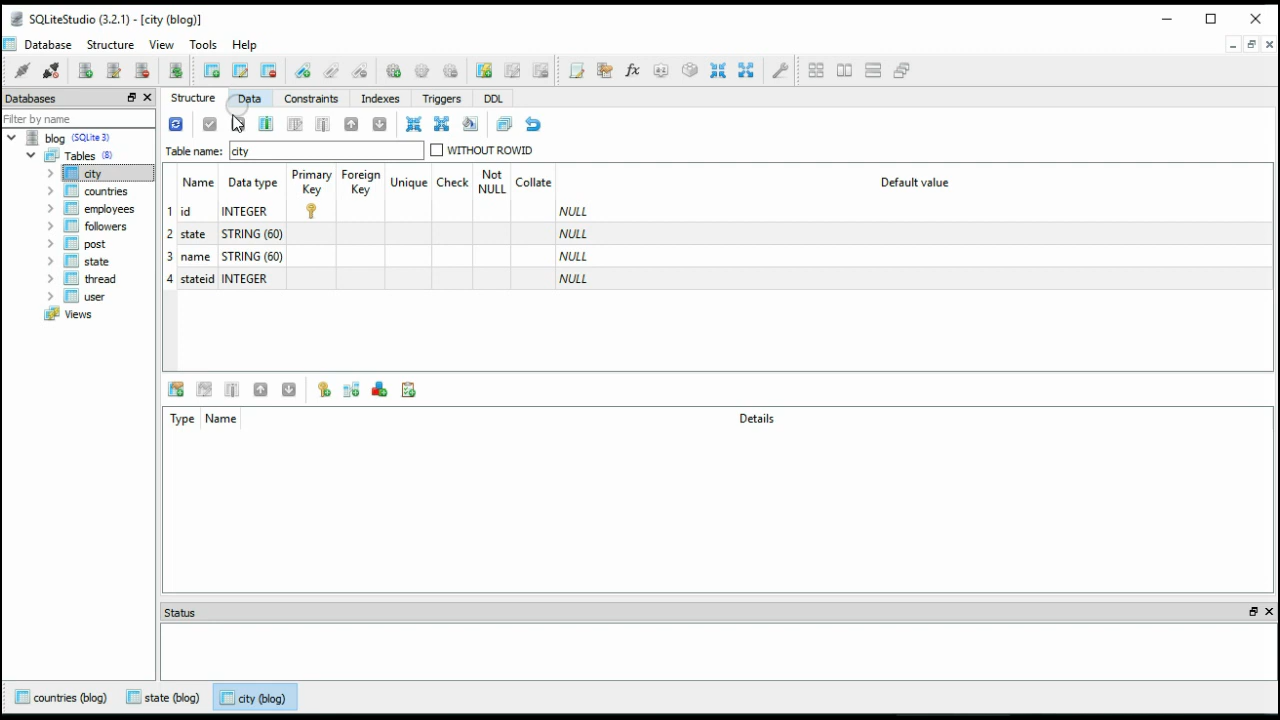 SQLiteStudio (3.2.1) - [city (blog)]
Database Structure View Tools Help
Databases
Structure Data Constraints Indexes Triggers DDL
Filter by name
blog (SQLite 3)
Tables (8)
city
countries
employees
followers
post
state
thread
user
Views
Table name: city WITHOUT ROWID
Name Data type Primary Key Foreign Key Unique Check Not NULL Collate Default value
1 id INTEGER NULL
2 state STRING (60) NULL
3 name STRING (60) NULL
4 stateid INTEGER NULL
Type Name Details
Status
countries (blog) state (blog) city (blog)